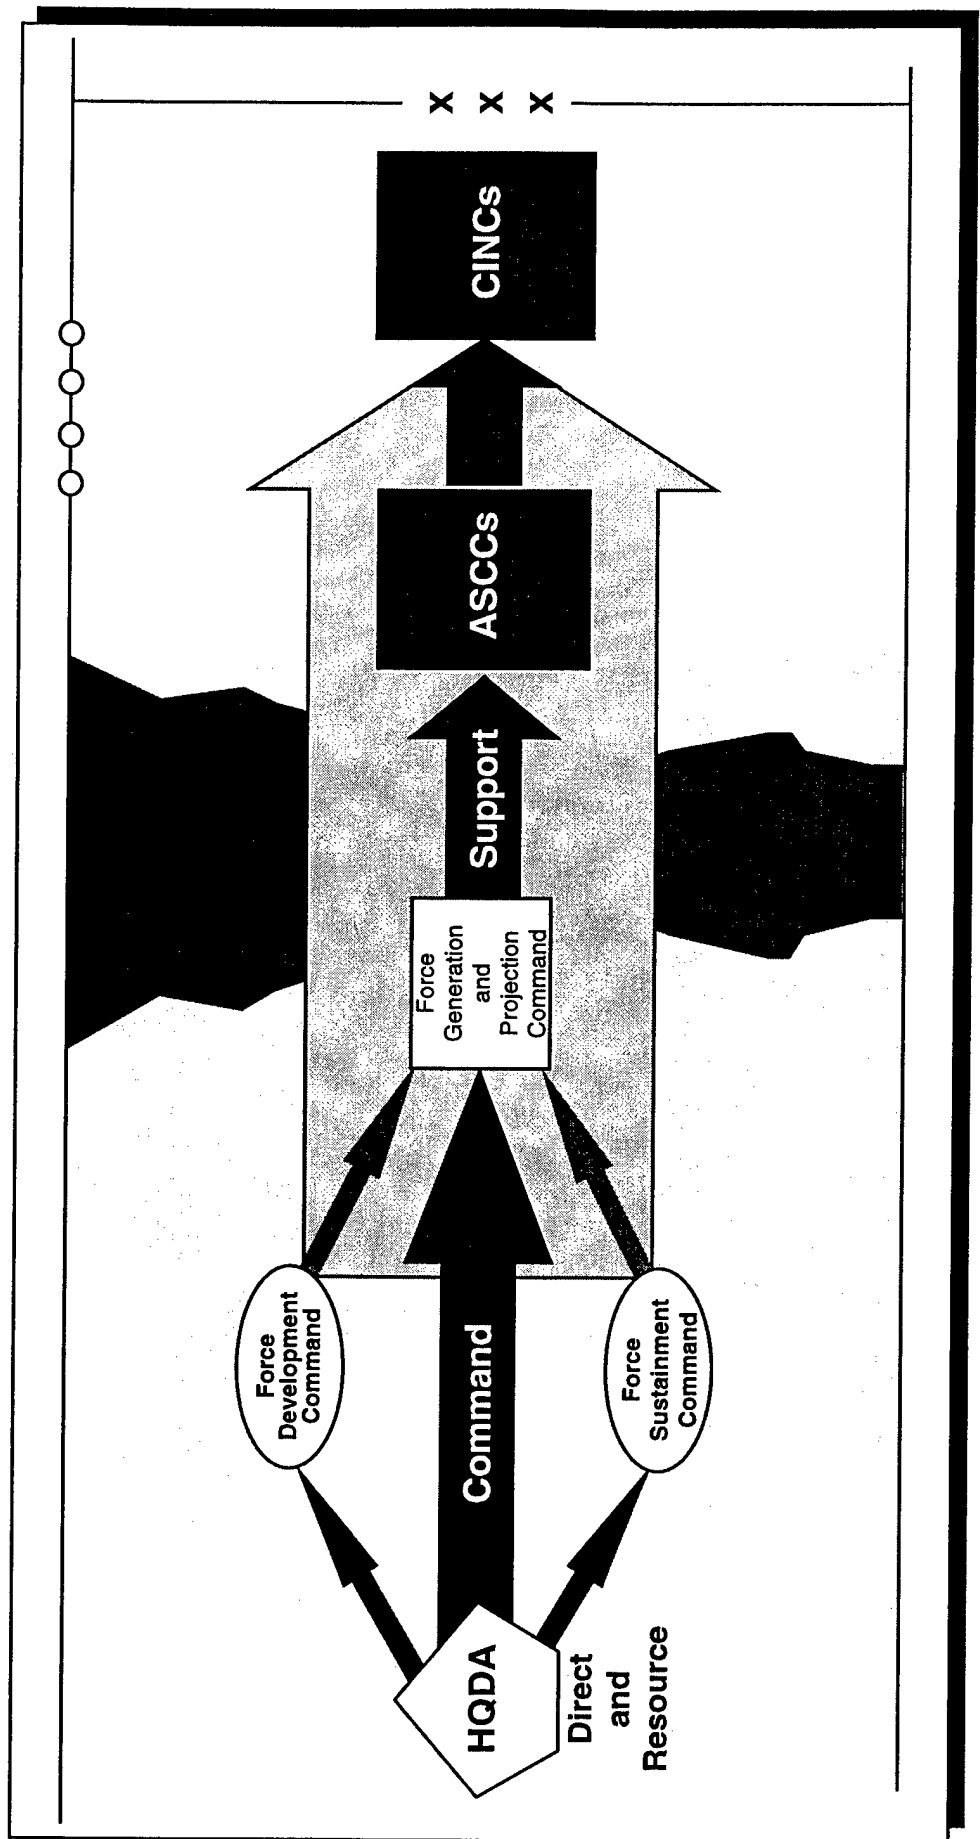 HQDA
Direct
and
Resource
Force
Development
Command
Command
Force
Sustainment
Command
Force
Generation
and
Projection
Command
Support
ASCCs
CINCs
X X X